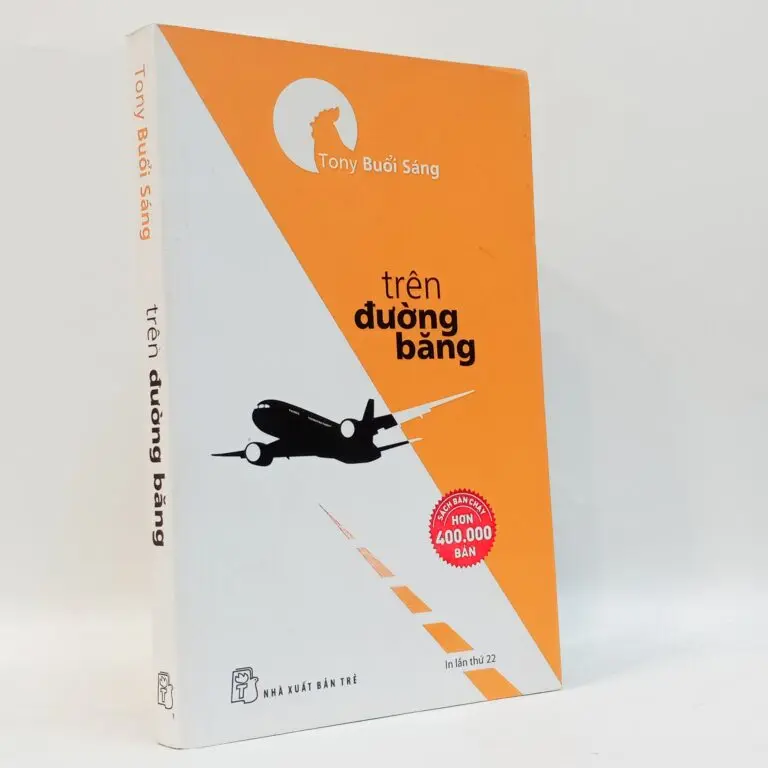 Tony Buổi Sáng
trên đường băng
Tony Buổi Sáng
trên
đường
băng
SÁCH BÁN CHẠY
HƠN
400.000
BẢN
In lần thứ 22
NHÀ XUẤT BẢN TRẺ